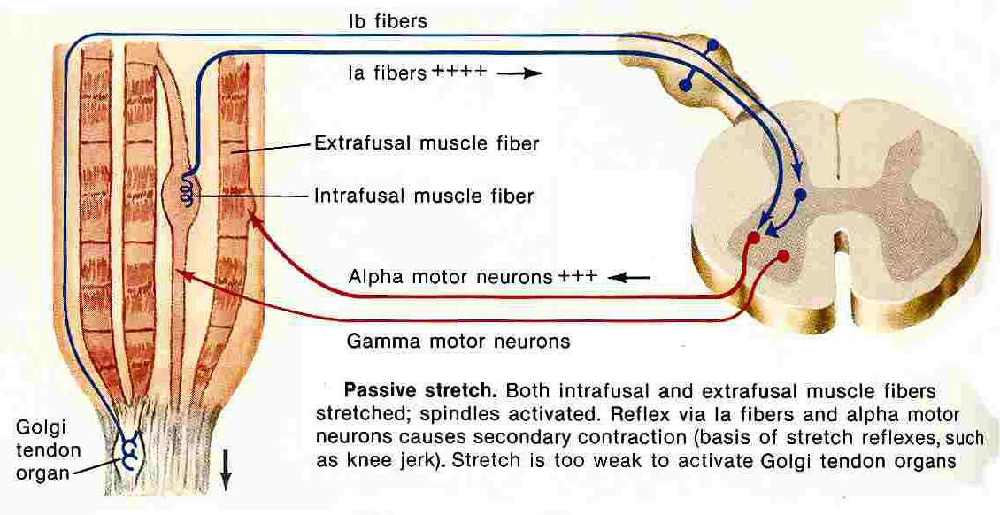 Ib fibers
Ia fibers ++++
Extrafusal muscle fiber
Intrafusal muscle fiber
Alpha motor neurons +++
Gamma motor neurons
Golgi
tendon
organ
Passive stretch. Both intrafusal and extrafusal muscle fibers
stretched; spindles activated. Reflex via Ia fibers and alpha motor
neurons causes secondary contraction (basis of stretch reflexes, such
as knee jerk). Stretch is too weak to activate Golgi tendon organs